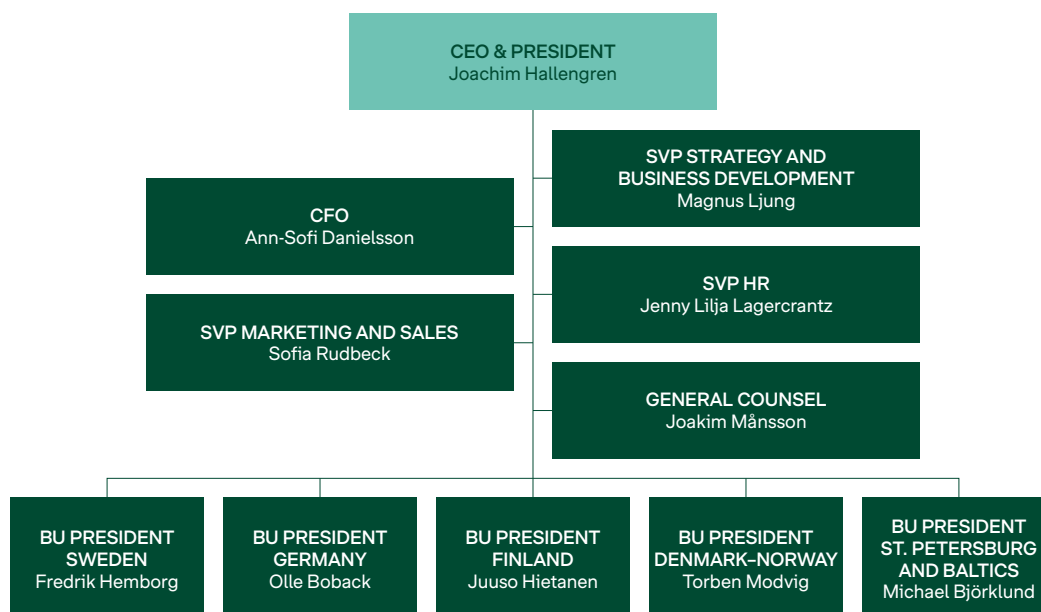 CEO & PRESIDENT
Joachim Hallengren
SVP STRATEGY AND
BUSINESS DEVELOPMENT
Magnus Ljung
CFO
Ann-Sofi Danielsson
SVP HR
Jenny Lilja Lagercrantz
SVP MARKETING AND SALES
Sofia Rudbeck
GENERAL COUNSEL
Joakim Månsson
BU PRESIDENT
SWEDEN
Fredrik Hemborg
BU PRESIDENT
GERMANY
Olle Boback
BU PRESIDENT
FINLAND
Juuso Hietanen
BU PRESIDENT
DENMARK–NORWAY
Torben Modvig
BU PRESIDENT
ST. PETERSBURG
AND BALTICS
Michael Björklund